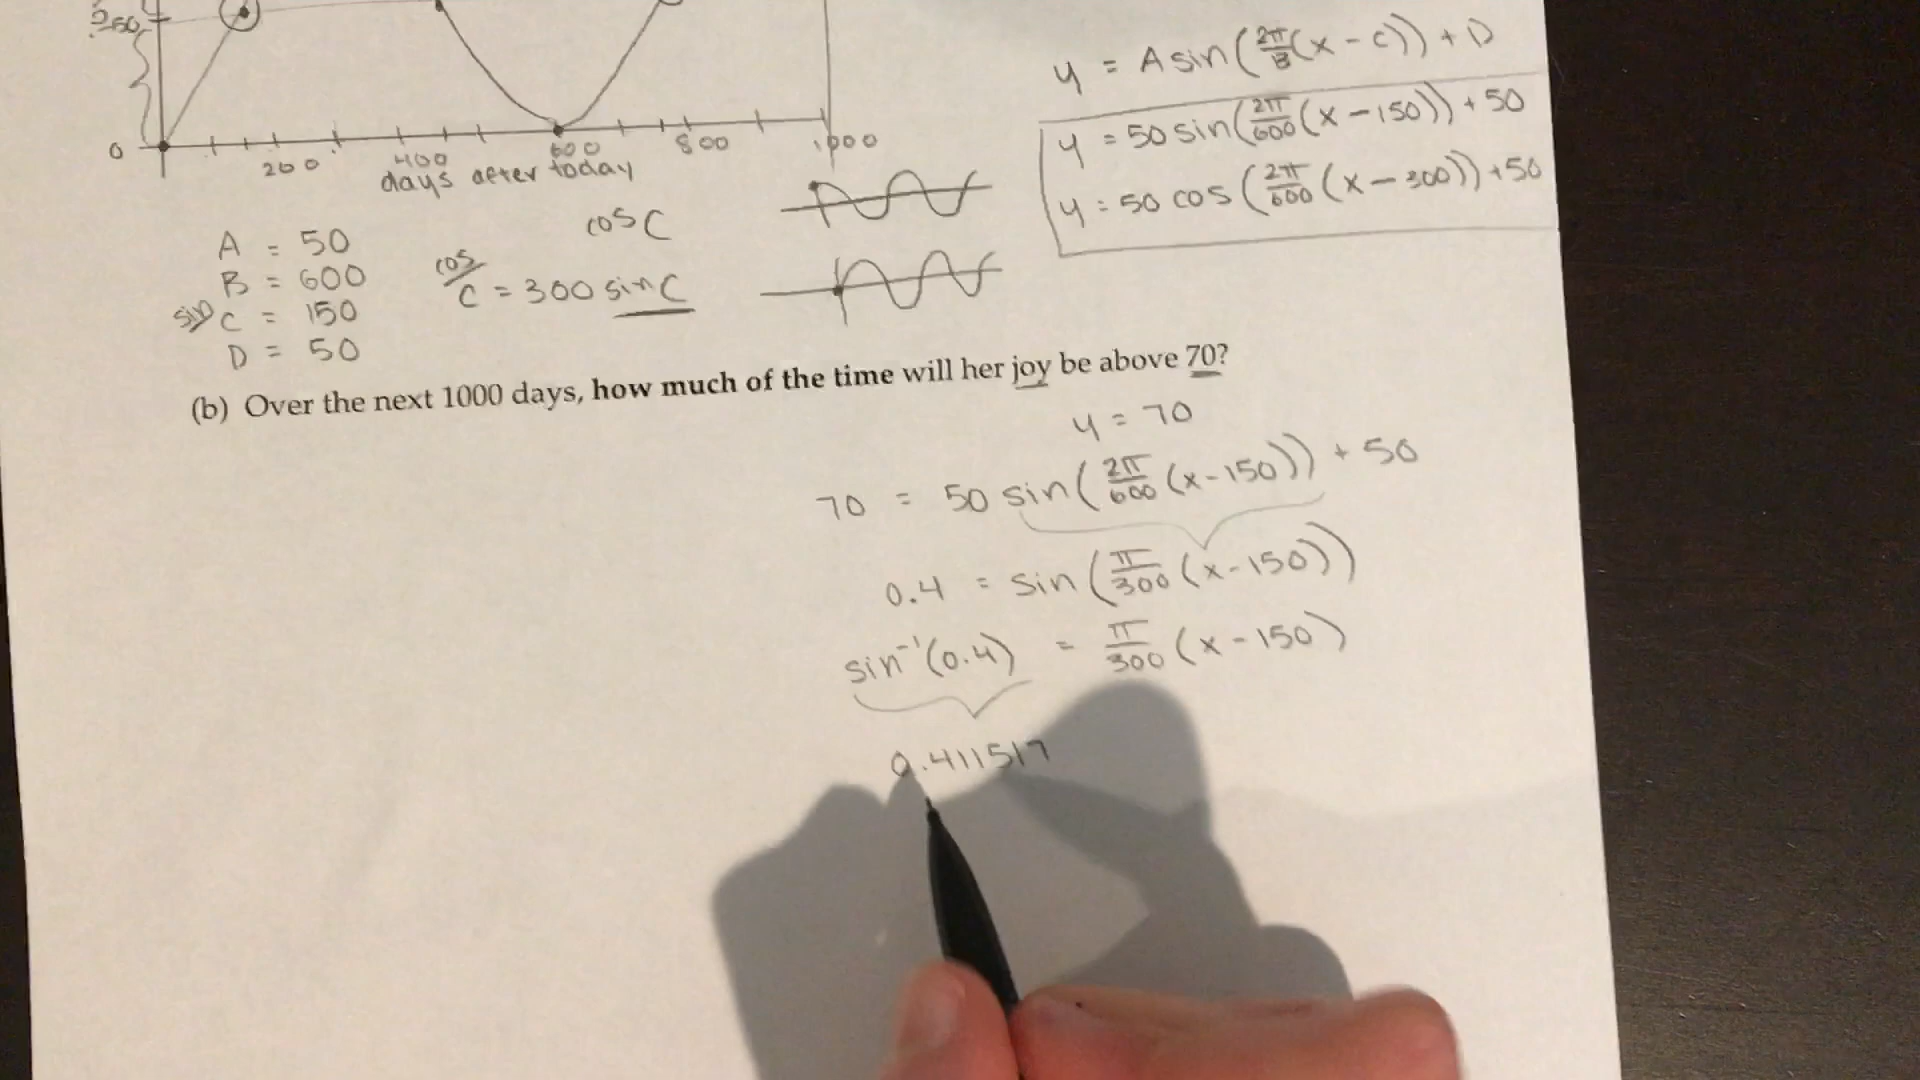 50
0
200
400
600
800
1000
days after today
y = A sin(2π/B(x - c)) + D
y = 50 sin(2π/600(x - 150)) + 50
y = 50 cos(2π/600(x - 300)) + 50
A = 50
B = 600
sin C = 150
D = 50
cos C
cos C = 300 sin C
(b) Over the next 1000 days, how much of the time will her joy be above 70?
y = 70
70 = 50 sin(2π/600(x - 150)) + 50
0.4 = sin(π/300(x - 150))
sin⁻¹(0.4) = π/300(x - 150)
0.411517